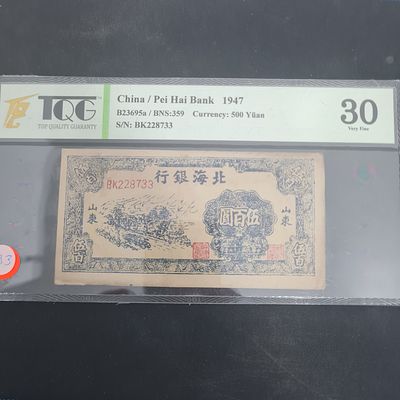 TQG
TOP QUALITY GUARANTY
China / Pei Hai Bank 1947
B23695a / BNS:359 Currency: 500 Yüan
S/N: BK228733
30
Very Fine
行銀海北
BK228733
山東
伍百圓
山東
伍百
伍百